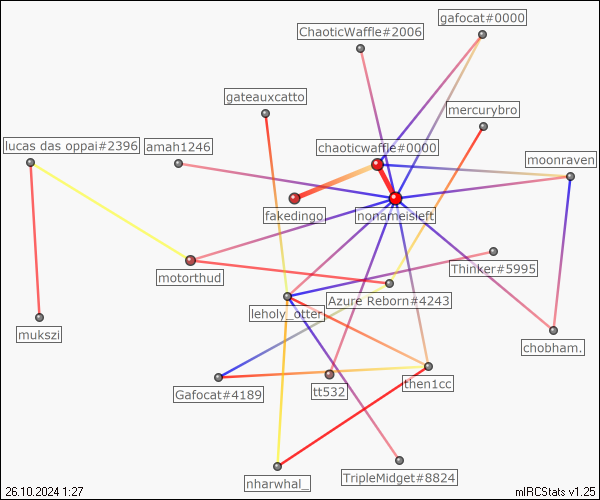 gafocat#0000
ChaoticWaffle#2006
gateauxcatto
mercurybro
lucas das oppai#2396
amah1246
chaoticwaffle#0000
moonraven
fakedingo
nonameisleft
motorthud
Thinker#5995
leholy_otter
Azure Reborn#4243
mukszi
chobham.
Gafocat#4189
tt532
then1cc
nharwhal_
TripleMidget#8824
26.10.2024 1:27
mIRCStats v1.25